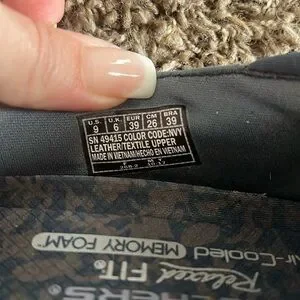 U.S. U.K. EUR CM BRA
9 6 39 26 39
SN 49415 COLOR CODE:NVY
LEATHER/TEXTILE UPPER
MADE IN VIETNAM/HECHO EN VIETNAM
Air-Cooled
MEMORY FOAM
Relaxed
FIT